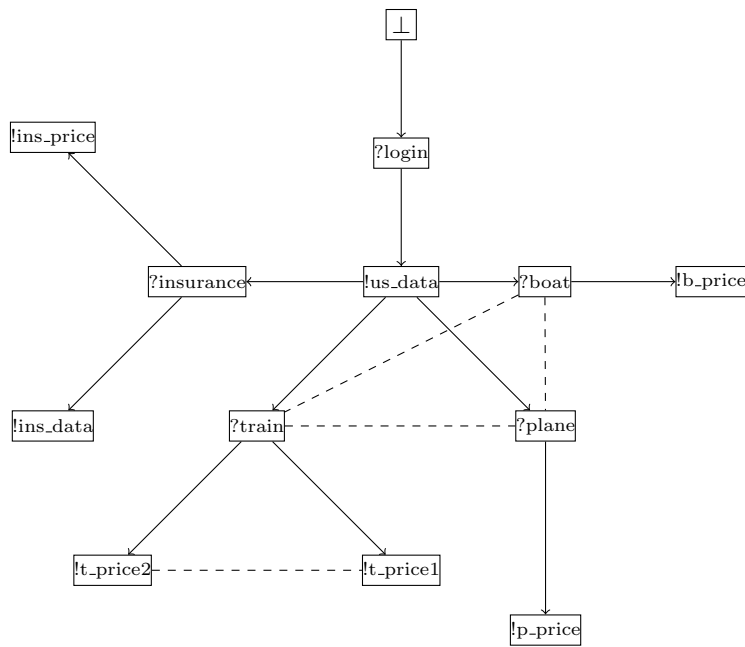 ⊥
!ins_price
?login
?insurance
!us_data
?boat
!b_price
!ins_data
?train
?plane
!t_price2
!t_price1
!p_price